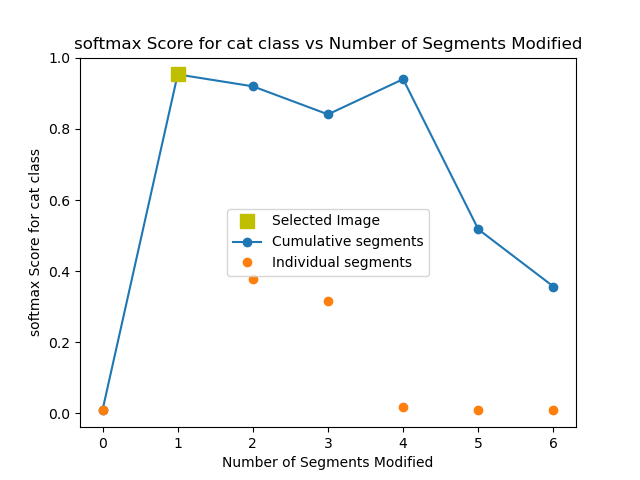 softmax Score for cat class vs Number of Segments Modified
softmax Score for cat class
1.0
0.8
0.6
0.4
0.2
0.0
Selected Image
Cumulative segments
Individual segments
0 1 2 3 4 5 6
Number of Segments Modified